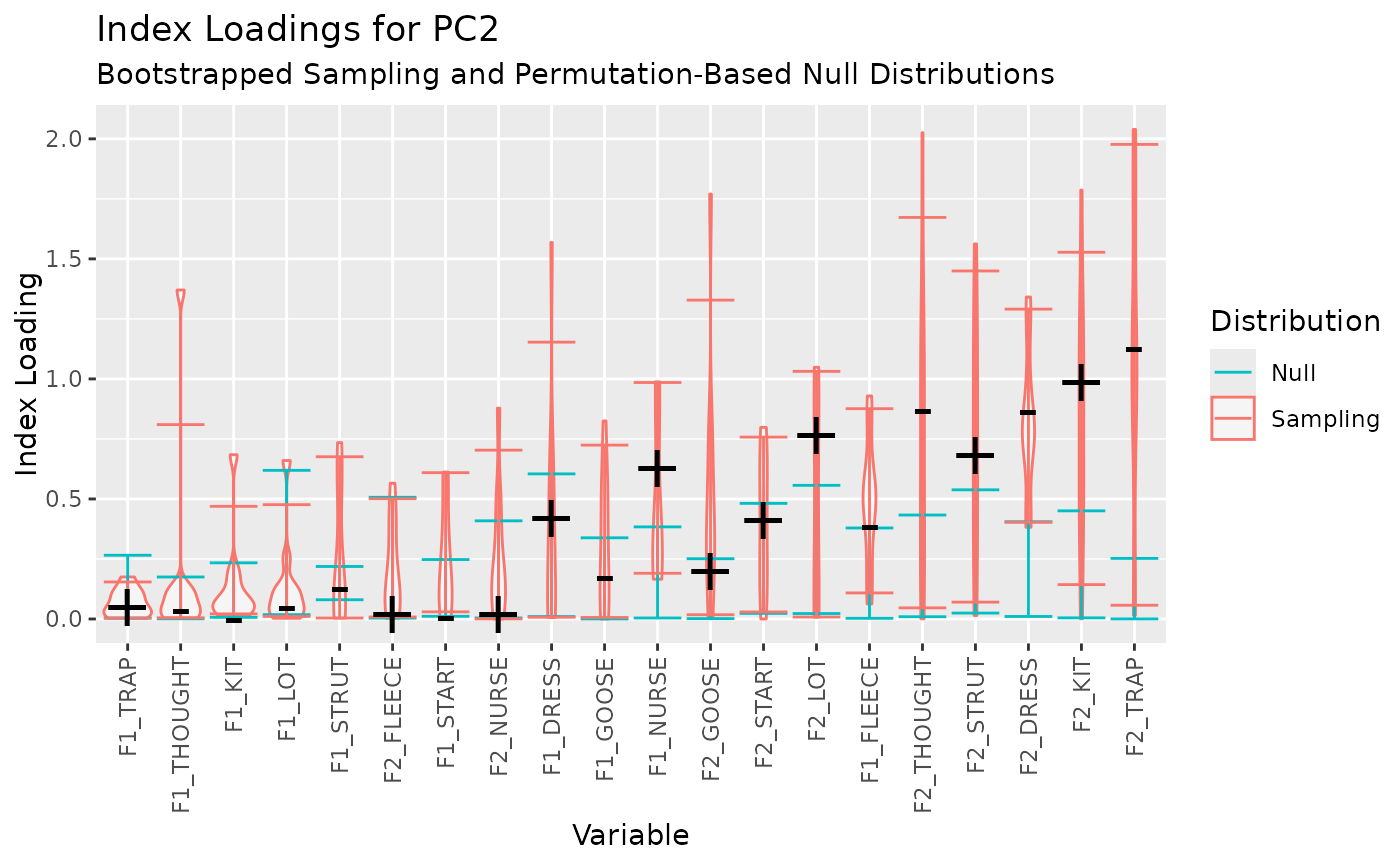 Index Loadings for PC2
Bootstrapped Sampling and Permutation-Based Null Distributions
Index Loading
2.0
1.5
1.0
0.5
0.0
F1_TRAP
F1_THOUGHT
F1_KIT
F1_LOT
F1_STRUT
F2_FLEECE
F1_START
F2_NURSE
F1_DRESS
F1_GOOSE
F1_NURSE
F2_GOOSE
F2_START
F2_LOT
F1_FLEECE
F2_THOUGHT
F2_STRUT
F2_DRESS
F2_KIT
F2_TRAP
Variable
Distribution
Null
Sampling